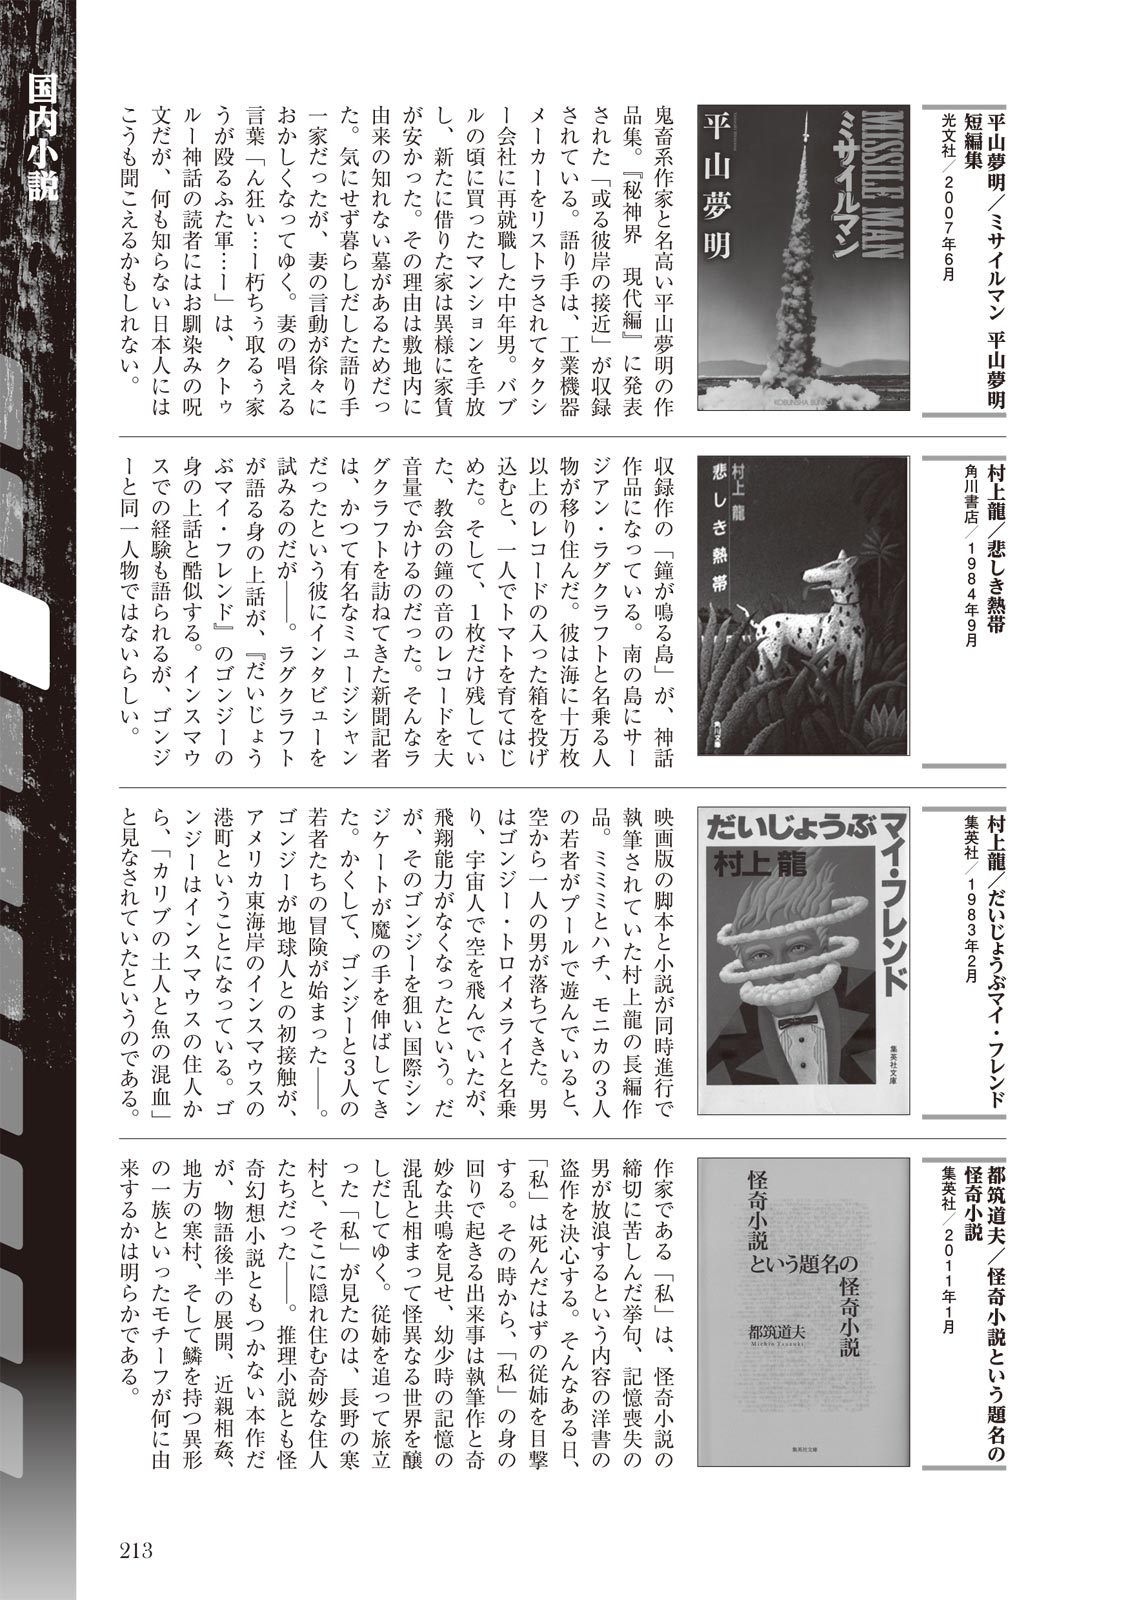 国内小説
平山夢明／ミサイルマン 平山夢明
短編集
光文社／2007年6月
MISSILE MAN
ミサイルマン
平山夢明
KOBUNSHA BUNKO
鬼畜系作家と名高い平山夢明の作
品集。『秘神界　現代編』に発表
された「或る彼岸の接近」が収録
されている。語り手は、工業機器
メーカーをリストラされてタクシ
ー会社に再就職した中年男。バブ
ルの頃に買ったマンションを手放
し、新たに借りた家は異様に家賃
が安かった。その理由は敷地内に
由来の知れない墓があるためだっ
た。気にせず暮らしだした語り手
一家だったが、妻の言動が徐々に
おかしくなってゆく。妻の唱える
言葉「ん狂い…ー朽ちぅ取るぅ家
うが殴るふた軍…ー」は、クトゥ
ルー神話の読者にはお馴染みの呪
文だが、何も知らない日本人には
こうも聞こえるかもしれない。
村上龍／悲しき熱帯
角川書店／1984年9月
村上龍
悲しき熱帯
角川文庫
収録作の「鐘が鳴る島」が、神話
作品になっている。南の島にサー
ジアン・ラグクラフトと名乗る人
物が移り住んだ。彼は海に十万枚
以上のレコードの入った箱を投げ
込むと、一人でトマトを育てはじ
めた。そして、1枚だけ残してい
た、教会の鐘の音のレコードを大
音量でかけるのだった。そんなラ
グクラフトを訪ねてきた新聞記者
は、かつて有名なミュージシャン
だったという彼にインタビューを
試みるのだが――。ラグクラフト
が語る身の上話が、『だいじょう
ぶマイ・フレンド』のゴンジーの
身の上話と酷似する。インスマウ
スでの経験も語られるが、ゴンジ
ーと同一人物ではないらしい。
村上龍／だいじょうぶマイ・フレンド
集英社／1983年2月
だいじょうぶマイ・フレンド
村上龍
集英社文庫
映画版の脚本と小説が同時進行で
執筆されていた村上龍の長編作
品。ミミミとハチ、モニカの3人
の若者がプールで遊んでいると、
空から一人の男が落ちてきた。男
はゴンジー・トロイメライと名乗
り、宇宙人で空を飛んでいたが、
飛翔能力がなくなったという。だ
が、そのゴンジーを狙い国際シン
ジケートが魔の手を伸ばしてき
た。かくして、ゴンジーと3人の
若者たちの冒険が始まった――。
ゴンジーが地球人との初接触が、
アメリカ東海岸のインスマウスの
港町ということになっている。ゴ
ンジーはインスマウスの住人か
ら、「カリブの土人と魚の混血」
と見なされていたというのである。
都筑道夫／怪奇小説という題名の
怪奇小説
集英社／2011年1月
怪奇小説
という題名の
怪奇小説
都筑道夫
Michio Tsuzuki
集英社文庫
作家である「私」は、怪奇小説の
締切に苦しんだ挙句、記憶喪失の
男が放浪するという内容の洋書の
盗作を決心する。そんなある日、
「私」は死んだはずの従姉を目撃
する。その時から、「私」の身の
回りで起きる出来事は執筆作と奇
妙な共鳴を見せ、幼少時の記憶の
混乱と相まって怪異なる世界を醸
しだしてゆく。従姉を追って旅立
った「私」が見たのは、長野の寒
村と、そこに隠れ住む奇妙な住人
たちだった――。推理小説とも怪
奇幻想小説ともつかない本作だ
が、物語後半の展開、近親相姦、
地方の寒村、そして鱗を持つ異形
の一族といったモチーフが何に由
来するかは明らかである。
213